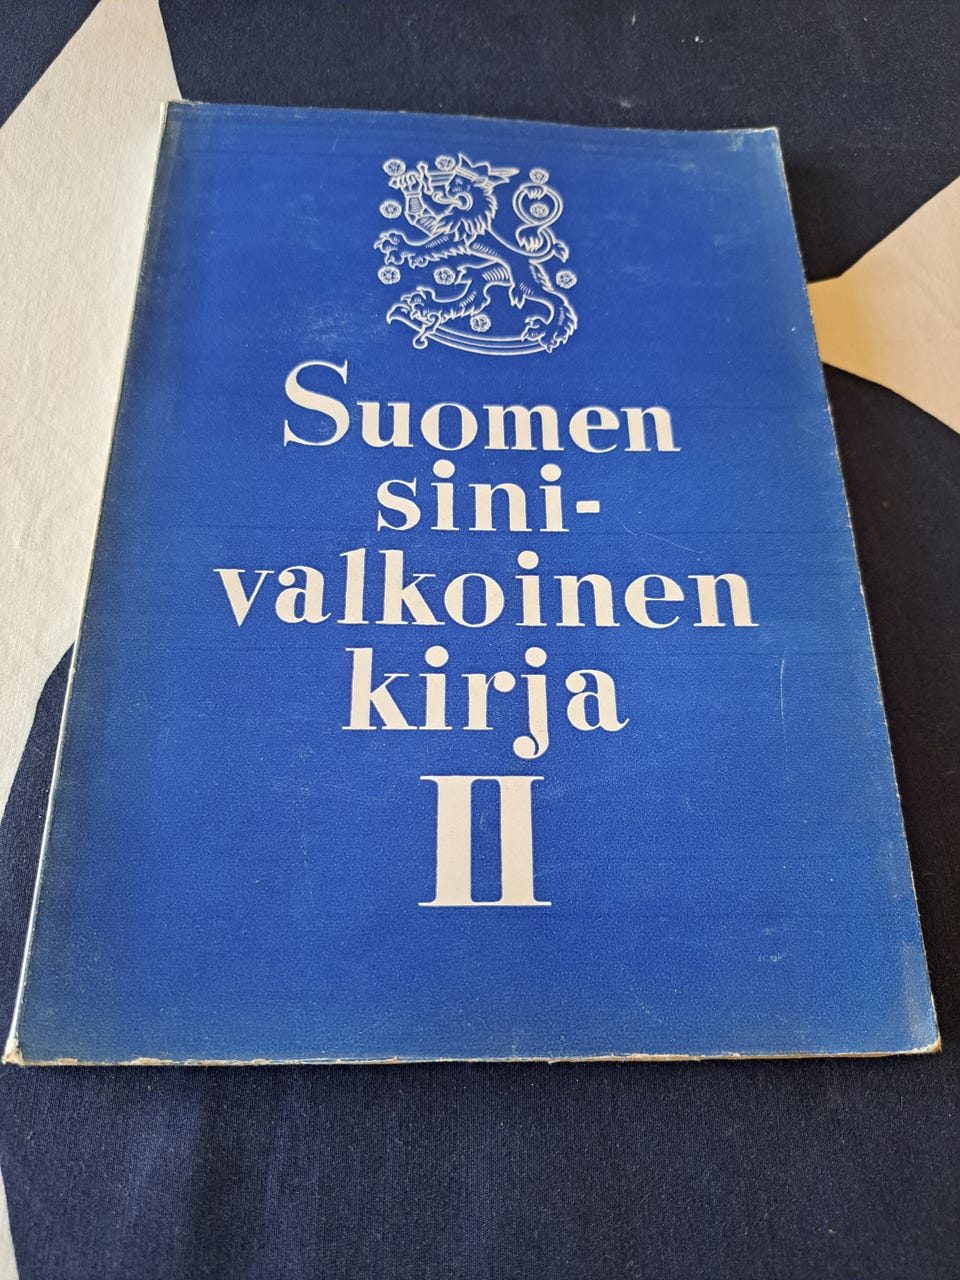 Suomen
sini-
valkoinen
kirja
II